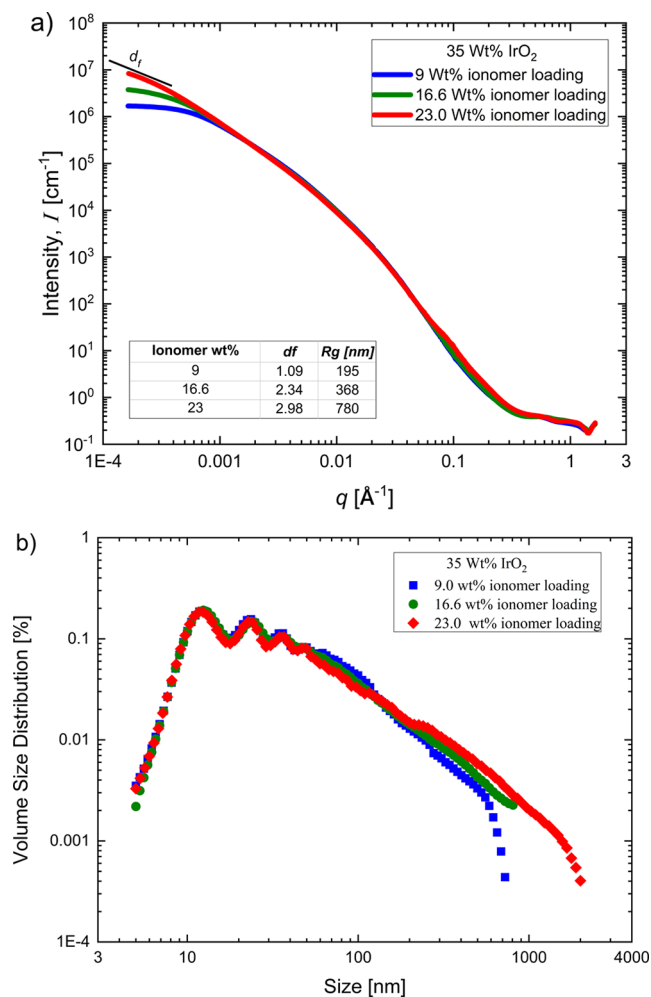 a)
10^8
10^7
10^6
10^5
10^4
10^3
10^2
10^1
10^0
10^-1
Intensity, I [cm^-1]
d_f
35 Wt% IrO₂
9 Wt% ionomer loading
16.6 Wt% ionomer loading
23.0 Wt% ionomer loading
Ionomer wt% df Rg [nm]
9 1.09 195
16.6 2.34 368
23 2.98 780
1E-4 0.001 0.01 0.1 1 3
q [Å^-1]
b)
1
0.1
0.01
0.001
1E-4
Volume Size Distribution [%]
35 Wt% IrO₂
9.0 wt% ionomer loading
16.6 wt% ionomer loading
23.0 wt% ionomer loading
3 10 100 1000 4000
Size [nm]